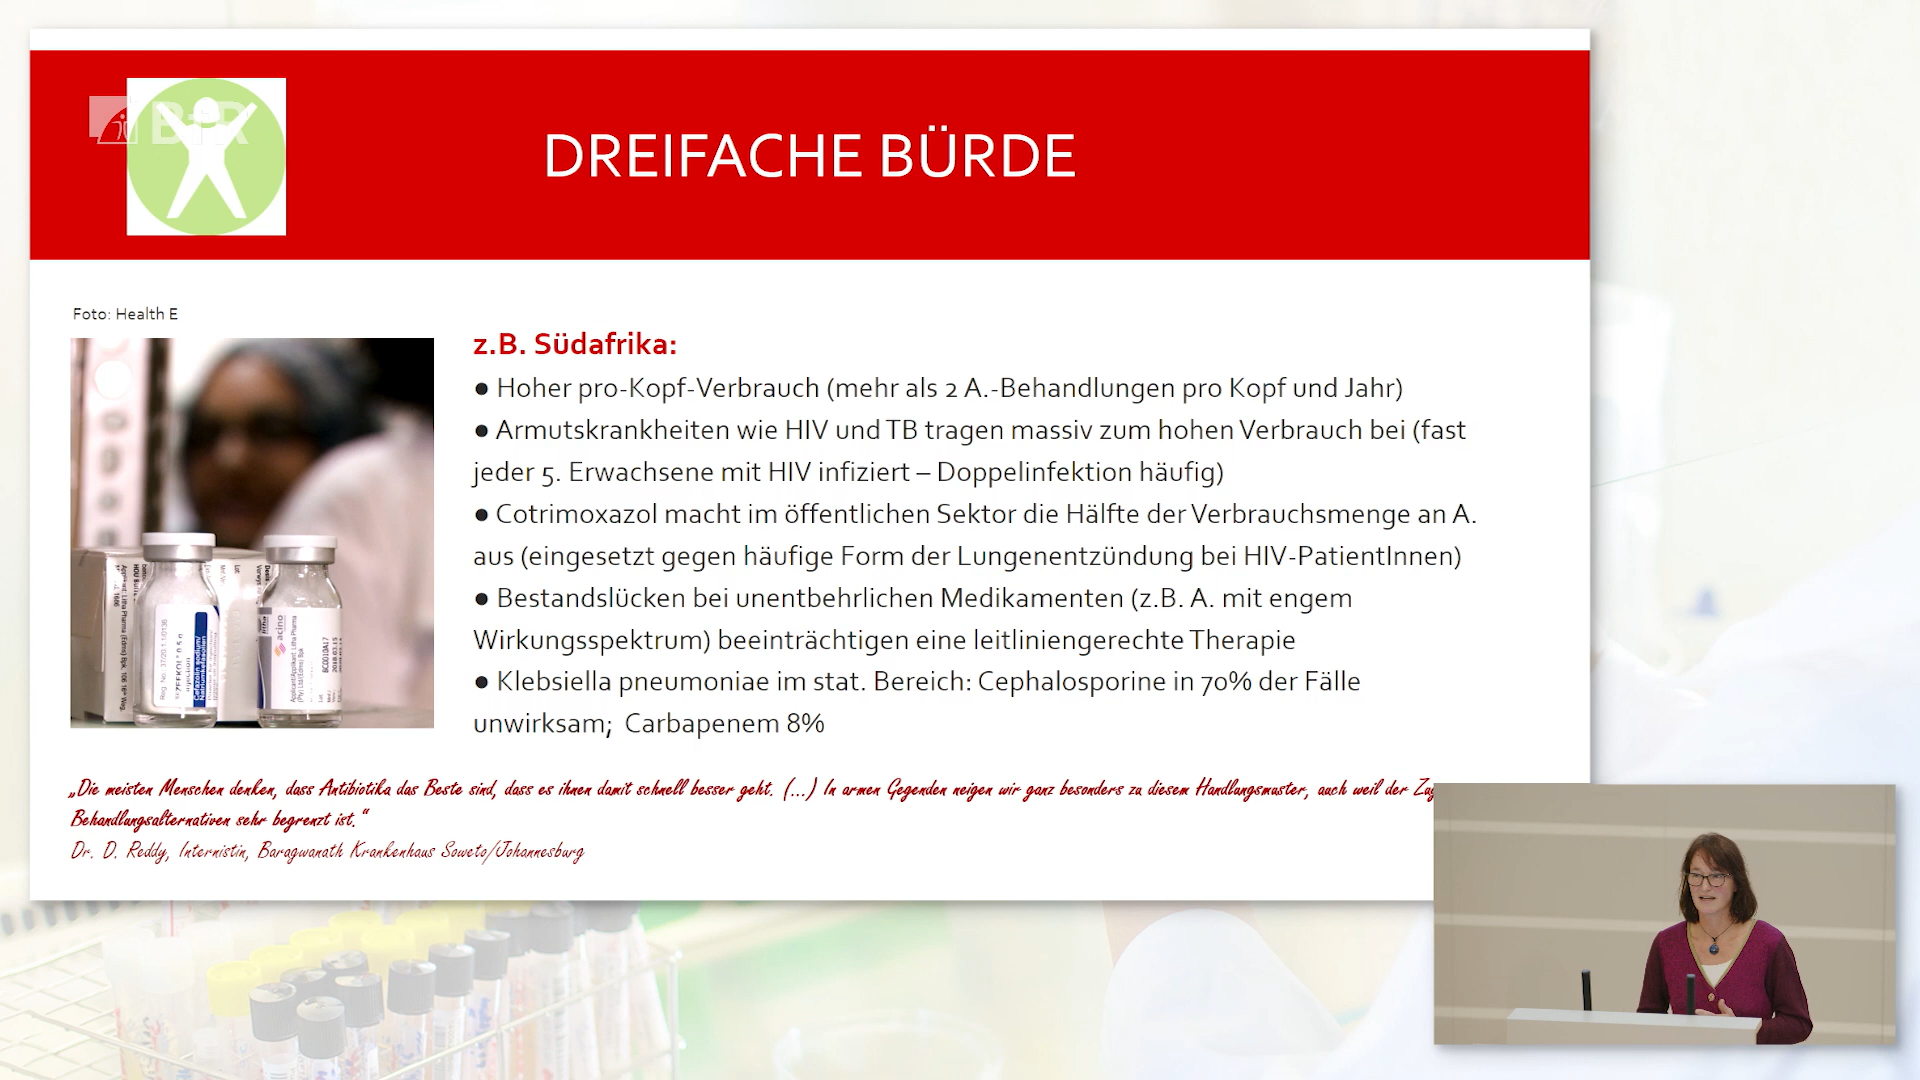 BfR
DREIFACHE BÜRDE
Foto: Health E
z.B. Südafrika:
● Hoher pro-Kopf-Verbrauch (mehr als 2 A.-Behandlungen pro Kopf und Jahr)
● Armutskrankheiten wie HIV und TB tragen massiv zum hohen Verbrauch bei (fast
jeder 5. Erwachsene mit HIV infiziert – Doppelinfektion häufig)
● Cotrimoxazol macht im öffentlichen Sektor die Hälfte der Verbrauchsmenge an A.
aus (eingesetzt gegen häufige Form der Lungenentzündung bei HIV-PatientInnen)
● Bestandslücken bei unentbehrlichen Medikamenten (z.B. A. mit engem
Wirkungsspektrum) beeinträchtigen eine leitliniengerechte Therapie
● Klebsiella pneumoniae im stat. Bereich: Cephalosporine in 70% der Fälle
unwirksam; Carbapenem 8%
acino
„Die meisten Menschen denken, dass Antibiotika das Beste sind, dass es ihnen damit schnell besser geht. (...) In armen Gegenden neigen wir ganz besonders zu diesem Handlungsmuster, auch weil der
Behandlungsalternativen sehr begrenzt ist.“
Dr. D. Reddy, Internistin, Baragwanath Krankenhaus Soweto/Johannesburg